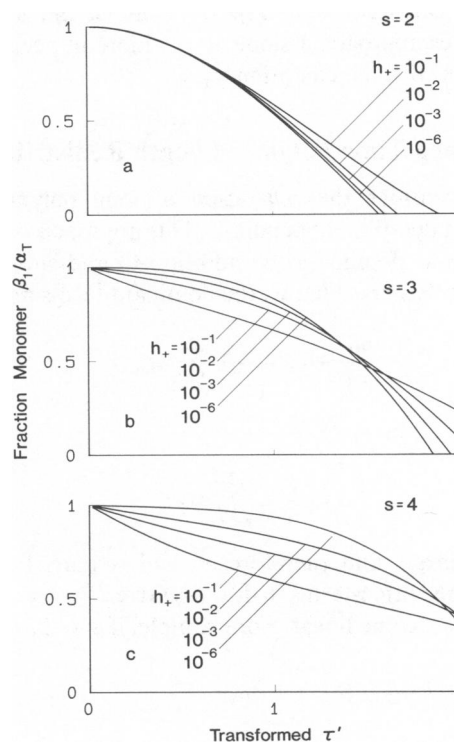 s=2
h+ = 10^-1
10^-2
10^-3
10^-6
1
0.5
0
a
s=3
h+ = 10^-1
10^-2
10^-3
10^-6
1
0.5
0
b
s=4
h+ = 10^-1
10^-2
10^-3
10^-6
1
0.5
0
c
0
1
Fraction Monomer β1/αT
Transformed τ′